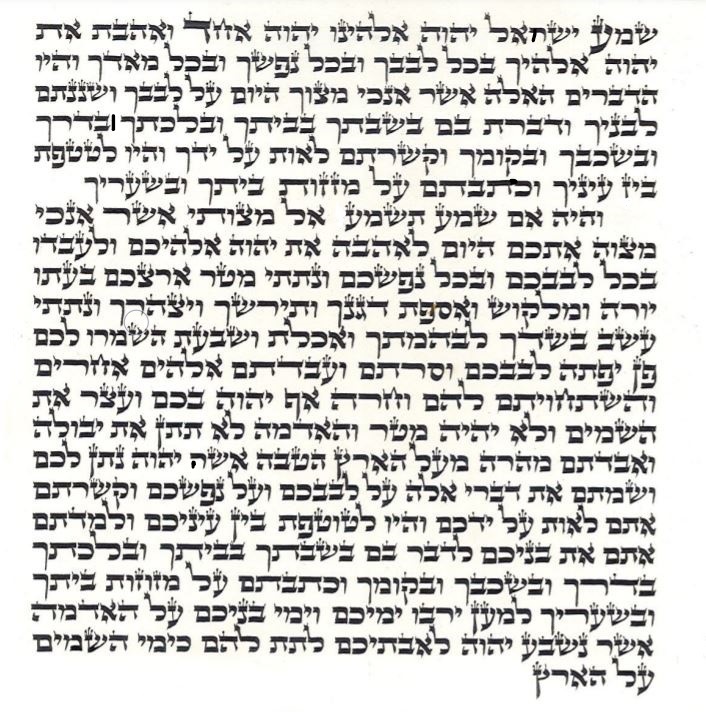 שמע ישראל יהוה אלהינו יהוה אחד ואהבת את
יהוה אלהיך בכל לבבך ובכל נפשך ובכל מאדך והיו
הדברים האלה אשר אנכי מצוך היום על לבבך ושננתם
לבניך ודברת בם בשבתך בביתך ובלכתך ובדרך
ובשכבך ובקומך וקשרתם לאות על ידך והיו לטטפת
בין עיניך וכתבתם על מזוזות ביתך ובשעריך
והיה אם שמע תשמע אל מצותי אשר אנכי
מצוה אתכם היום לאהבה את יהוה אלהיכם ולעבדו
בכל לבבכם ובכל נפשכם ונתתי מטר ארצכם בעתו
יורה ומלקוש ואספת דגנך ותירשך ויצהרך ונתתי
עשב בשדך לבהמתך ואכלת ושבעת השמרו לכם
פן יפתה לבבכם וסרתם ועבדתם אלהים אחרים
והשתחויתם להם וחרה אף יהוה בכם ועצר את
השמים ולא יהיה מטר והאדמה לא תתן את יבולה
ואבדתם מהרה מעל הארץ הטבה אשר יהוה נתן לכם
ושמתם את דברי אלה על לבבכם ועל נפשכם וקשרתם
אתם לאות על ידכם והיו לטוטפת בין עיניכם ולמדתם
אתם את בניכם לדבר בם בשבתך בביתך ובלכתך
בדרך ובשכבך ובקומך וכתבתם על מזוזות ביתך
ובשעריך למען ירבו ימיכם וימי בניכם על האדמה
אשר נשבע יהוה לאבתיכם לתת להם כימי השמים
על הארץ